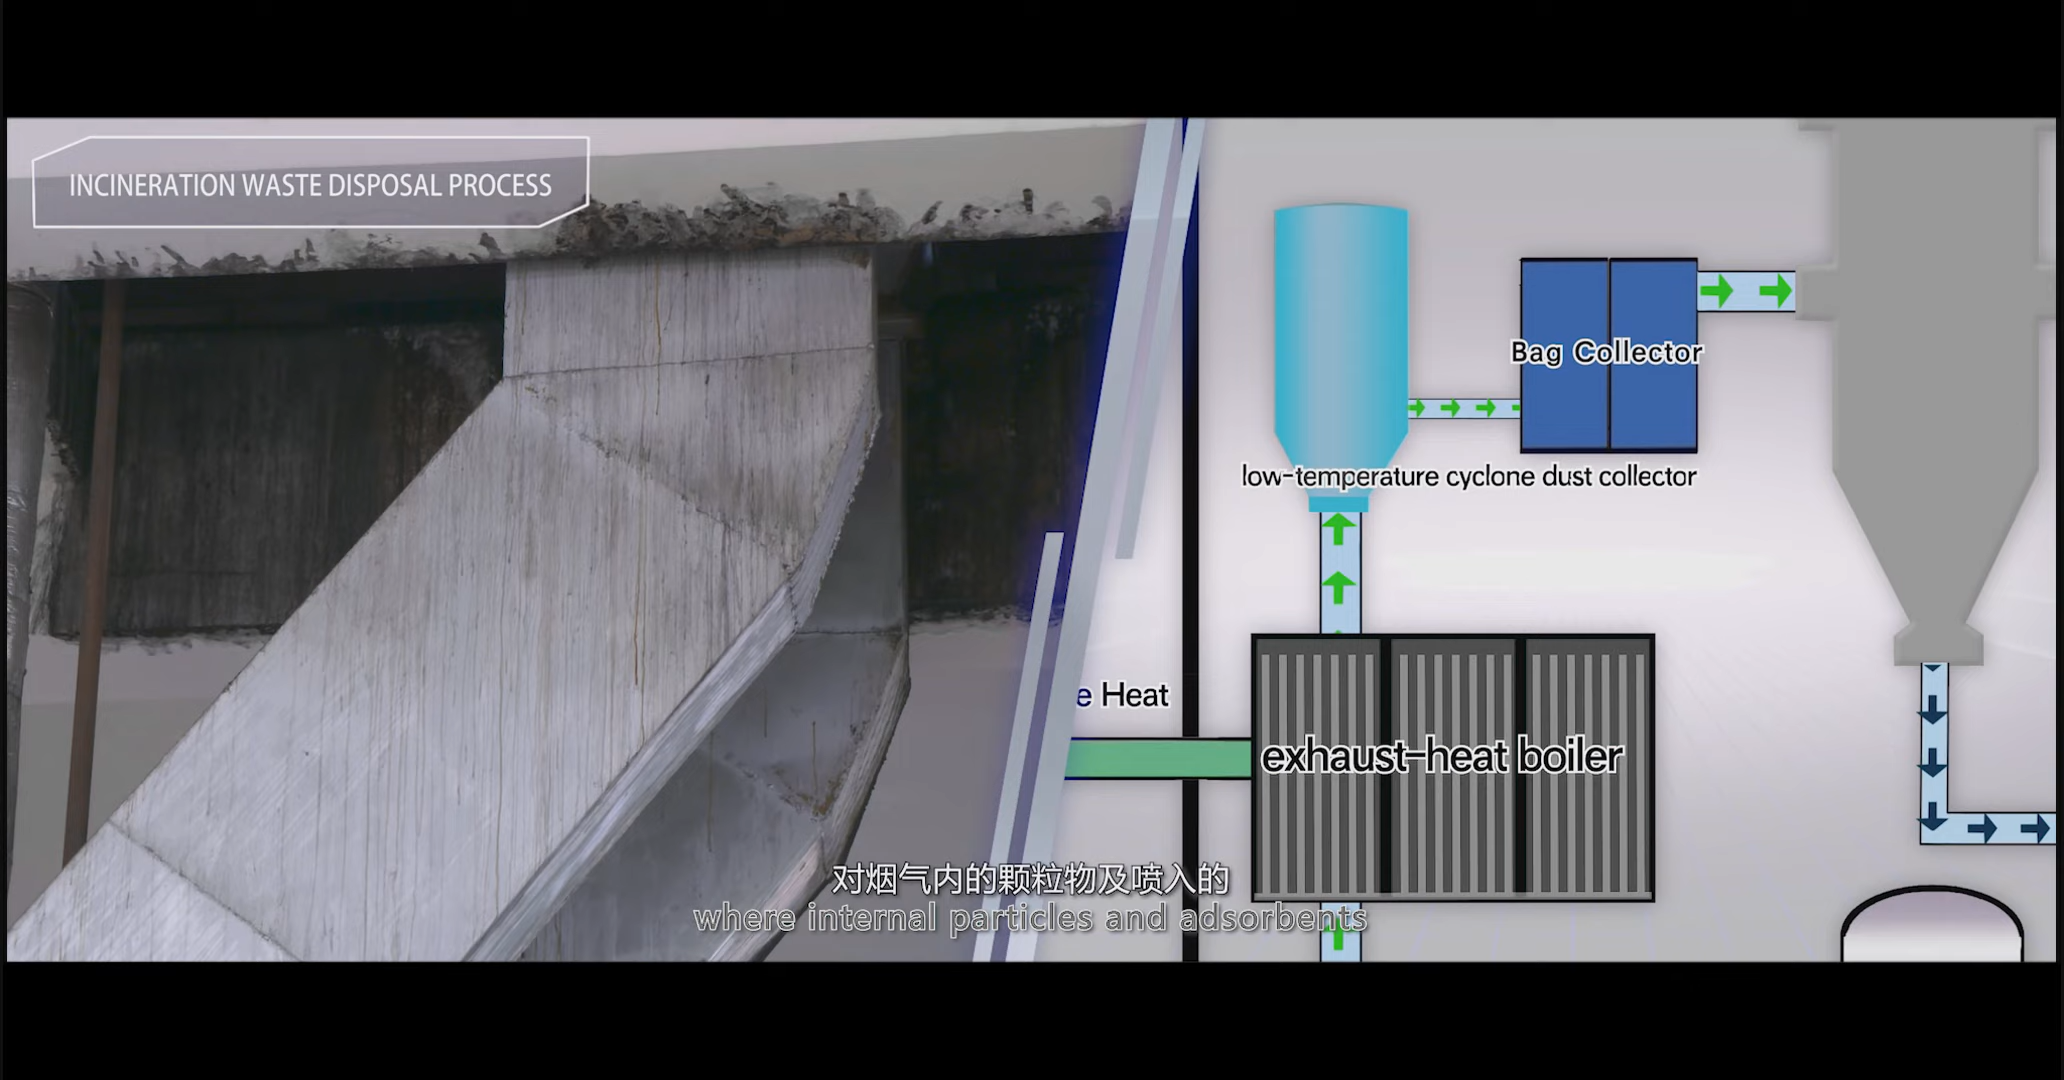 INCINERATION WASTE DISPOSAL PROCESS
Bag Collector
low-temperature cyclone dust collector
e Heat
exhaust-heat boiler
对烟气内的颗粒物及喷入的
where internal particles and adsorbents